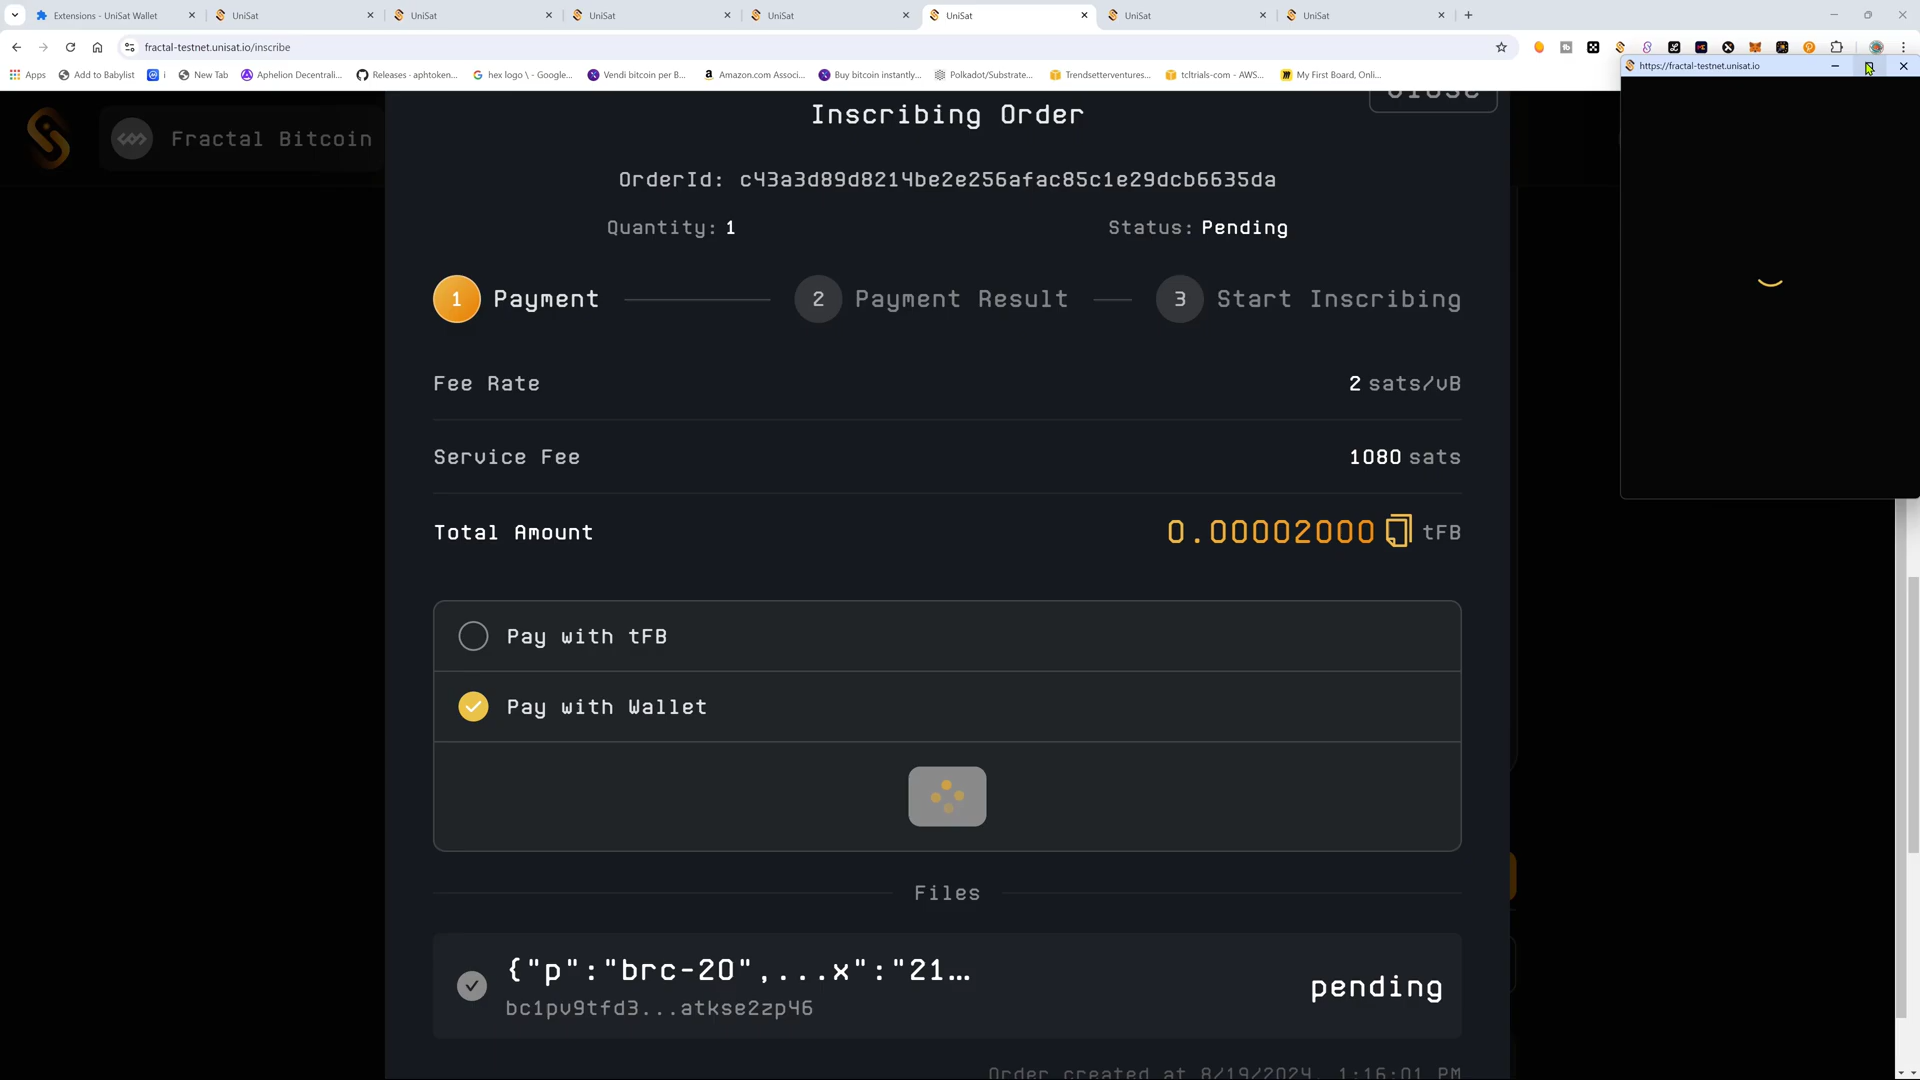 Extensions - UniSat Wallet
UniSat
UniSat
UniSat
UniSat
UniSat
UniSat
UniSat
fractal-testnet.unisat.io/inscribe
Apps
Add to Babylist
i
New Tab
Aphelion Decentrali...
Releases · aphtoken...
hex logo \ - Google...
Vendi bitcoin per B...
Amazon.com Associ...
Buy bitcoin instantly...
Polkadot/Substrate...
Trendsetterventures...
tcltrials-com - AWS...
My First Board, Onli...
https://fractal-testnet.unisat.io
Close
Fractal Bitcoin
Inscribing Order
OrderId: c43a3d89d8214be2e256afac85c1e29dcb6635da
Quantity: 1
Status: Pending
1 Payment
2 Payment Result
3 Start Inscribing
Fee Rate
2 sats/vB
Service Fee
1080 sats
Total Amount
0.00002000 tFB
Pay with tFB
Pay with Wallet
Files
{"p":"brc-20",...x":"21...
bc1pv9tfd3...atkse2zp46
pending
Order created at 8/19/2024, 1:16:01 PM